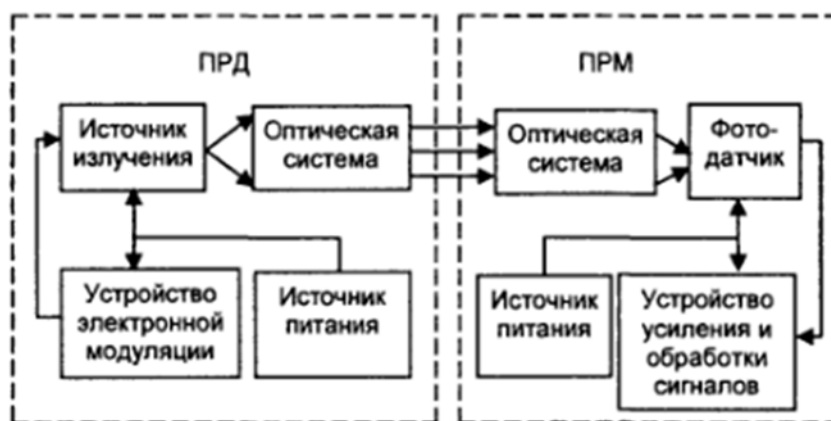 ПРД
ПРМ
Источник
излучения
Оптическая
система
Оптическая
система
Фото-
датчик
Устройство
электронной
модуляции
Источник
питания
Источник
питания
Устройство
усиления и
обработки
сигналов